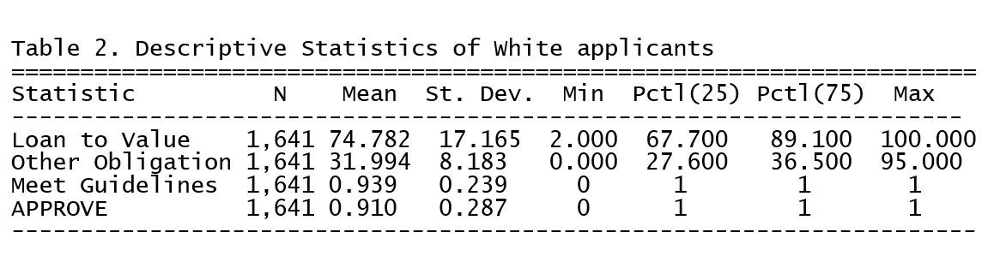 Table 2. Descriptive Statistics of White applicants
======================================================================
Statistic          N    Mean  St. Dev.  Min  Pctl(25) Pctl(75)  Max
---------------------------------------------------------------------
Loan to Value    1,641 74.782  17.165  2.000  67.700   89.100  100.000
Other Obligation 1,641 31.994  8.183   0.000  27.600   36.500  95.000
Meet Guidelines  1,641 0.939   0.239     0      1        1       1
APPROVE          1,641 0.910   0.287     0      1        1       1
----------------------------------------------------------------------